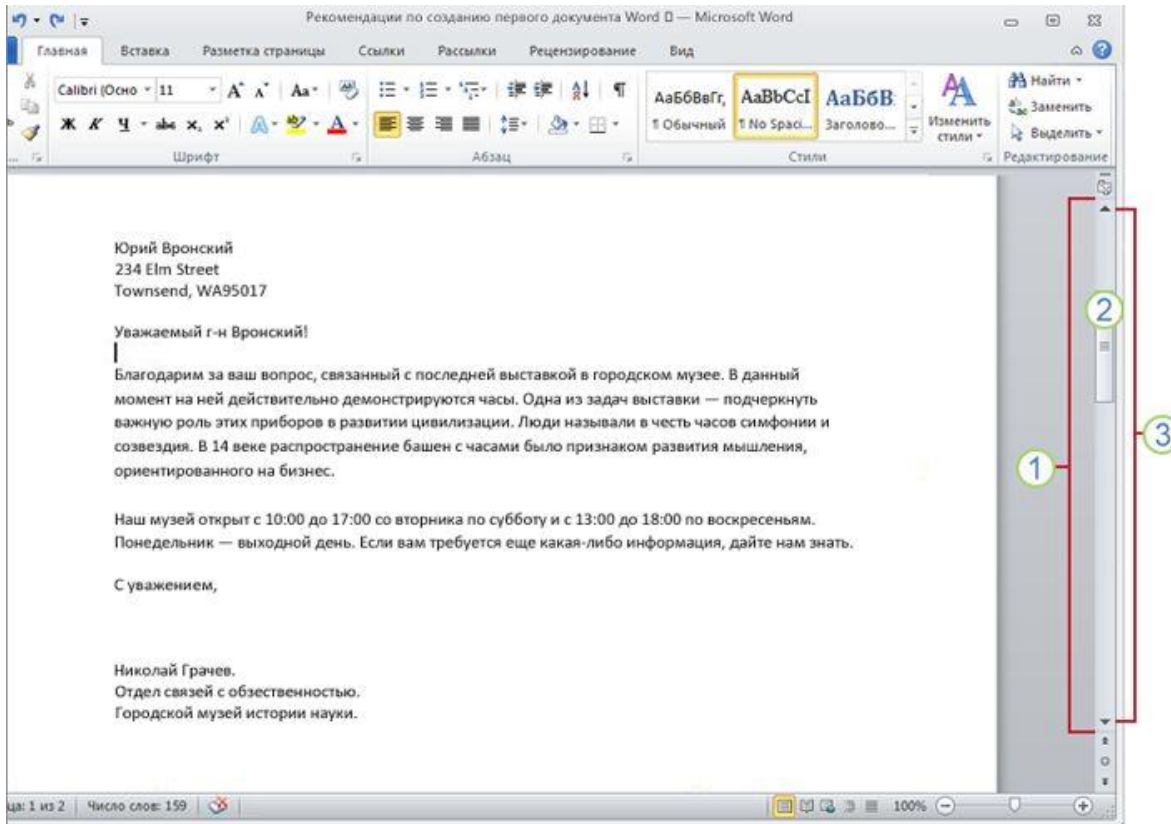 Рекомендации по созданию первого документа Word — Microsoft Word
Главная Вставка Разметка страницы Ссылки Рассылки Рецензирование Вид
Calibri (Осно 11 Aa
Ж К Ч abc x₂ x² A A
АаБбВвГг, AaBbCcI АаБбВ
¶ Обычный ¶ No Spaci... Заголово...
Изменить стили
Найти
Заменить
Выделить
Шрифт Абзац Стили Редактирование
Юрий Вронский
234 Elm Street
Townsend, WA95017
Уважаемый г-н Вронский!
Благодарим за ваш вопрос, связанный с последней выставкой в городском музее. В данный
момент на ней действительно демонстрируются часы. Одна из задач выставки — подчеркнуть
важную роль этих приборов в развитии цивилизации. Люди называли в честь часов симфонии и
созвездия. В 14 веке распространение башен с часами было признаком развития мышления,
ориентированного на бизнес.
Наш музей открыт с 10:00 до 17:00 со вторника по субботу и с 13:00 до 18:00 по воскресеньям.
Понедельник — выходной день. Если вам требуется еще какая-либо информация, дайте нам знать.
С уважением,
Николай Грачев.
Отдел связей с обзественностью.
Городской музей истории науки.
1
2
3
ца: 1 из 2 Число слов: 159 100%